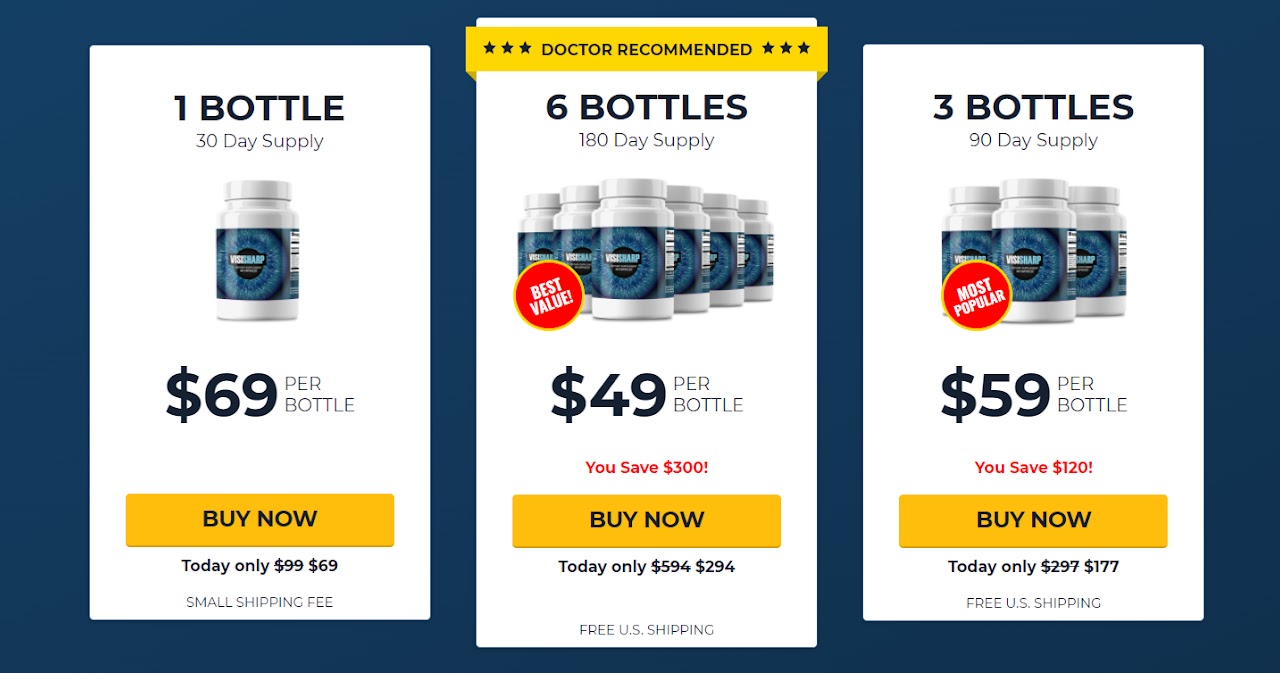 1 BOTTLE
30 Day Supply
VISISHARP
$69 PER
BOTTLE
BUY NOW
Today only $99 $69
SMALL SHIPPING FEE
★ ★ ★ DOCTOR RECOMMENDED ★ ★ ★
6 BOTTLES
180 Day Supply
VISISHARP
BEST
VALUE!
$49 PER
BOTTLE
You Save $300!
BUY NOW
Today only $594 $294
FREE U.S. SHIPPING
3 BOTTLES
90 Day Supply
VISISHARP
MOST
POPULAR
$59 PER
BOTTLE
You Save $120!
BUY NOW
Today only $297 $177
FREE U.S. SHIPPING